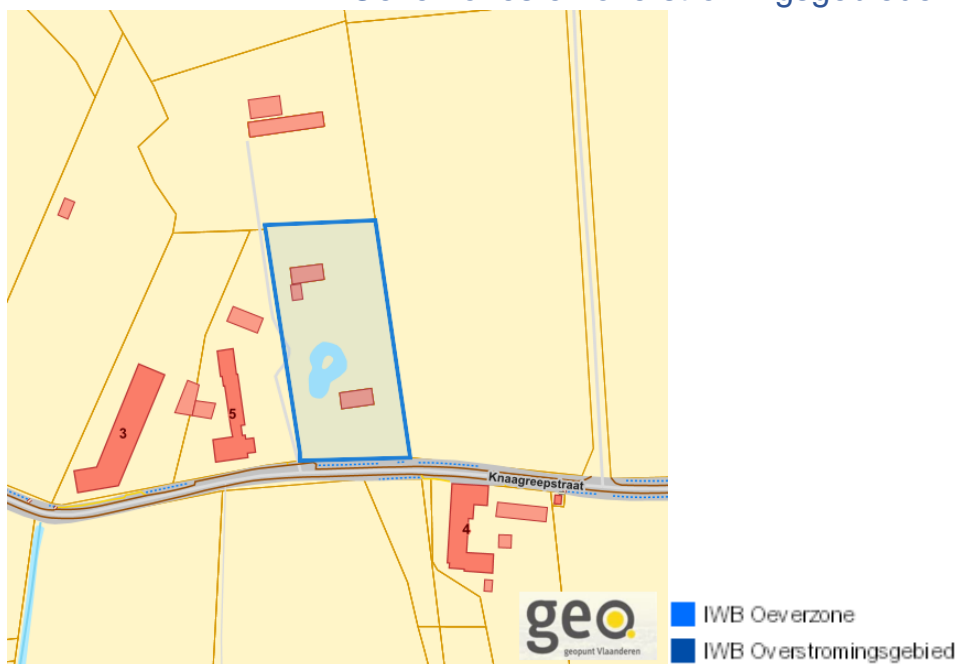 3
5
Knaagreepstraat
4
geo.
geopunt Vlaanderen
IWB Oeverzone
IWB Overstromingsgebied